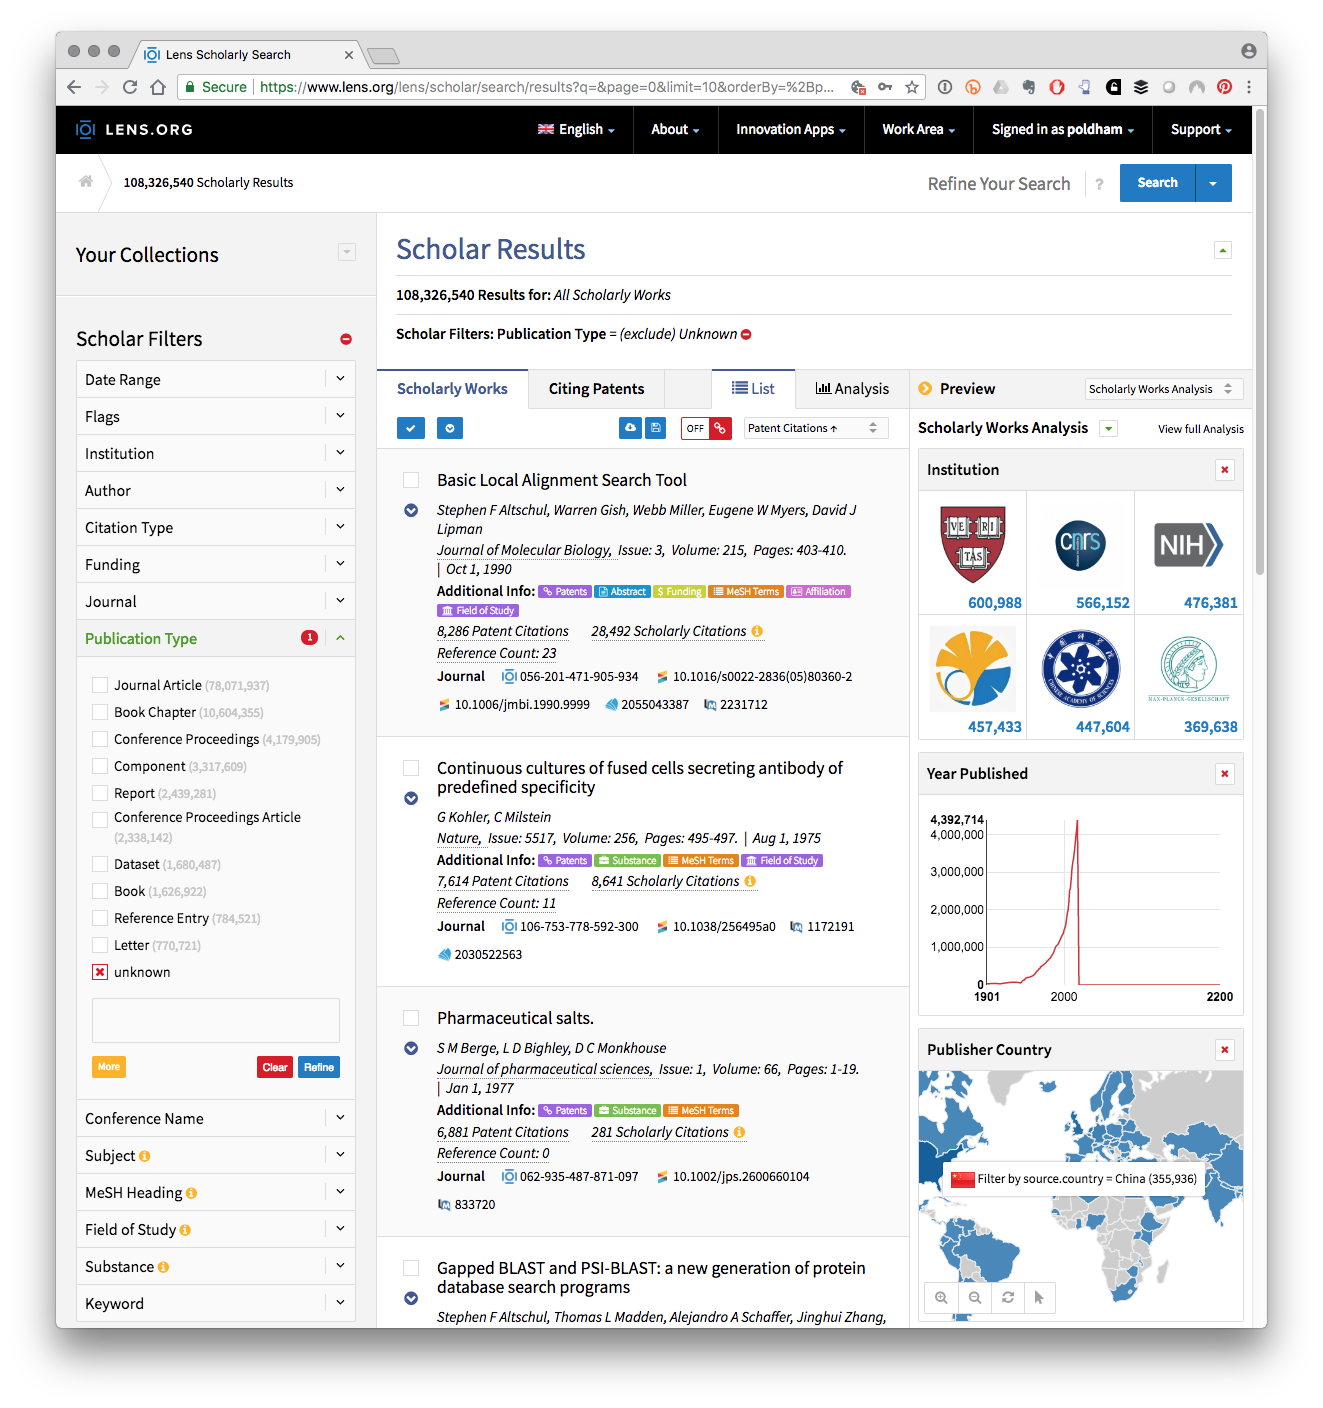 Lens Scholarly Search
Secure https://www.lens.org/lens/scholar/search/results?q=&page=0&limit=10&orderBy=%2Bp...
LENS.ORG
English
About
Innovation Apps
Work Area
Signed in as poldham
Support
108,326,540 Scholarly Results
Refine Your Search
?
Search
Your Collections
Scholar Filters
Date Range
Flags
Institution
Author
Citation Type
Funding
Journal
Publication Type 1
Journal Article (78,071,937)
Book Chapter (10,604,355)
Conference Proceedings (4,179,905)
Component (3,317,609)
Report (2,439,281)
Conference Proceedings Article
(2,338,142)
Dataset (1,680,487)
Book (1,626,922)
Reference Entry (784,521)
Letter (770,721)
unknown
More
Clear
Refine
Conference Name
Subject
MeSH Heading
Field of Study
Substance
Keyword
Scholar Results
108,326,540 Results for: All Scholarly Works
Scholar Filters: Publication Type = (exclude) Unknown
Scholarly Works
Citing Patents
List
Analysis
OFF
Patent Citations ↑
Basic Local Alignment Search Tool
Stephen F Altschul, Warren Gish, Webb Miller, Eugene W Myers, David J
Lipman
Journal of Molecular Biology, Issue: 3, Volume: 215, Pages: 403-410.
| Oct 1, 1990
Additional Info: Patents Abstract $ Funding MeSH Terms Affiliation
Field of Study
8,286 Patent Citations 28,492 Scholarly Citations
Reference Count: 23
Journal 056-201-471-905-934 10.1016/s0022-2836(05)80360-2
10.1006/jmbi.1990.9999 2055043387 2231712
Continuous cultures of fused cells secreting antibody of
predefined specificity
G Kohler, C Milstein
Nature, Issue: 5517, Volume: 256, Pages: 495-497. | Aug 1, 1975
Additional Info: Patents Substance MeSH Terms Field of Study
7,614 Patent Citations 8,641 Scholarly Citations
Reference Count: 11
Journal 106-753-778-592-300 10.1038/256495a0 1172191
2030522563
Pharmaceutical salts.
S M Berge, L D Bighley, D C Monkhouse
Journal of pharmaceutical sciences, Issue: 1, Volume: 66, Pages: 1-19.
| Jan 1, 1977
Additional Info: Patents Substance MeSH Terms
6,881 Patent Citations 281 Scholarly Citations
Reference Count: 0
Journal 062-935-487-871-097 10.1002/jps.2600660104
833720
Gapped BLAST and PSI-BLAST: a new generation of protein
database search programs
Stephen F Altschul, Thomas L Madden, Alejandro A Schaffer, Jinghui Zhang,
Preview
Scholarly Works Analysis
Scholarly Works Analysis
View full Analysis
Institution
VE RI
TAS
cnrs
NIH
600,988
566,152
476,381
CHINESE ACADEMY OF SCIENCES
MAX-PLANCK-GESELLSCHAFT
457,433
447,604
369,638
Year Published
4,392,714
4,000,000
3,000,000
2,000,000
1,000,000
0
1901
2000
2200
Publisher Country
Filter by source.country = China (355,936)